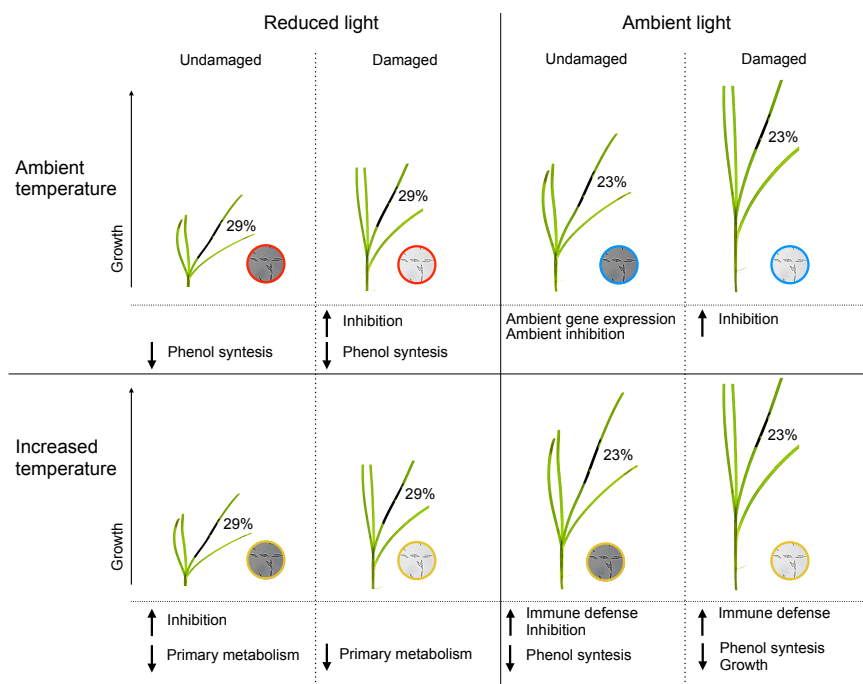 Reduced light
Ambient light
Undamaged
Damaged
Undamaged
Damaged
Ambient
temperature
Growth
29%
29%
23%
23%
Phenol syntesis
Inhibition
Phenol syntesis
Ambient gene expression
Ambient inhibition
Inhibition
Increased
temperature
Growth
29%
29%
23%
23%
Inhibition
Primary metabolism
Primary metabolism
Immune defense
Inhibition
Phenol syntesis
Immune defense
Phenol syntesis
Growth